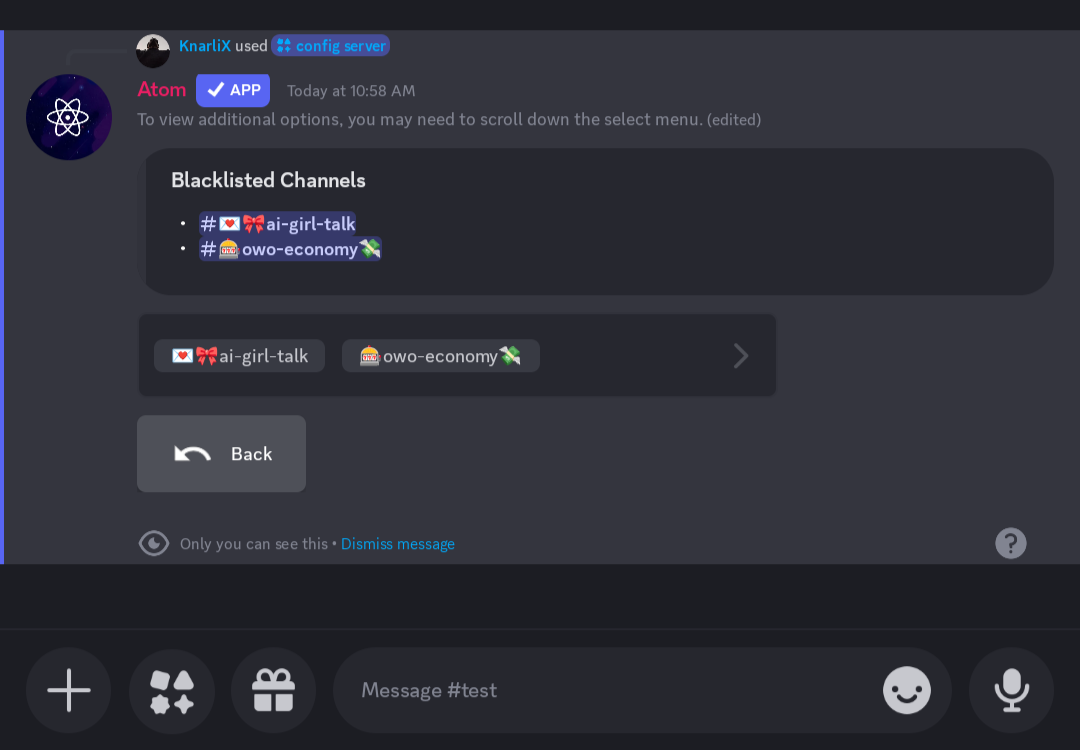 KnarliX used config server
Atom APP Today at 10:58 AM
To view additional options, you may need to scroll down the select menu. (edited)
Blacklisted Channels
• #💌🎀ai-girl-talk
• #🎰owo-economy💸
💌🎀ai-girl-talk 🎰owo-economy💸
Back
Only you can see this • Dismiss message
?
Message #test